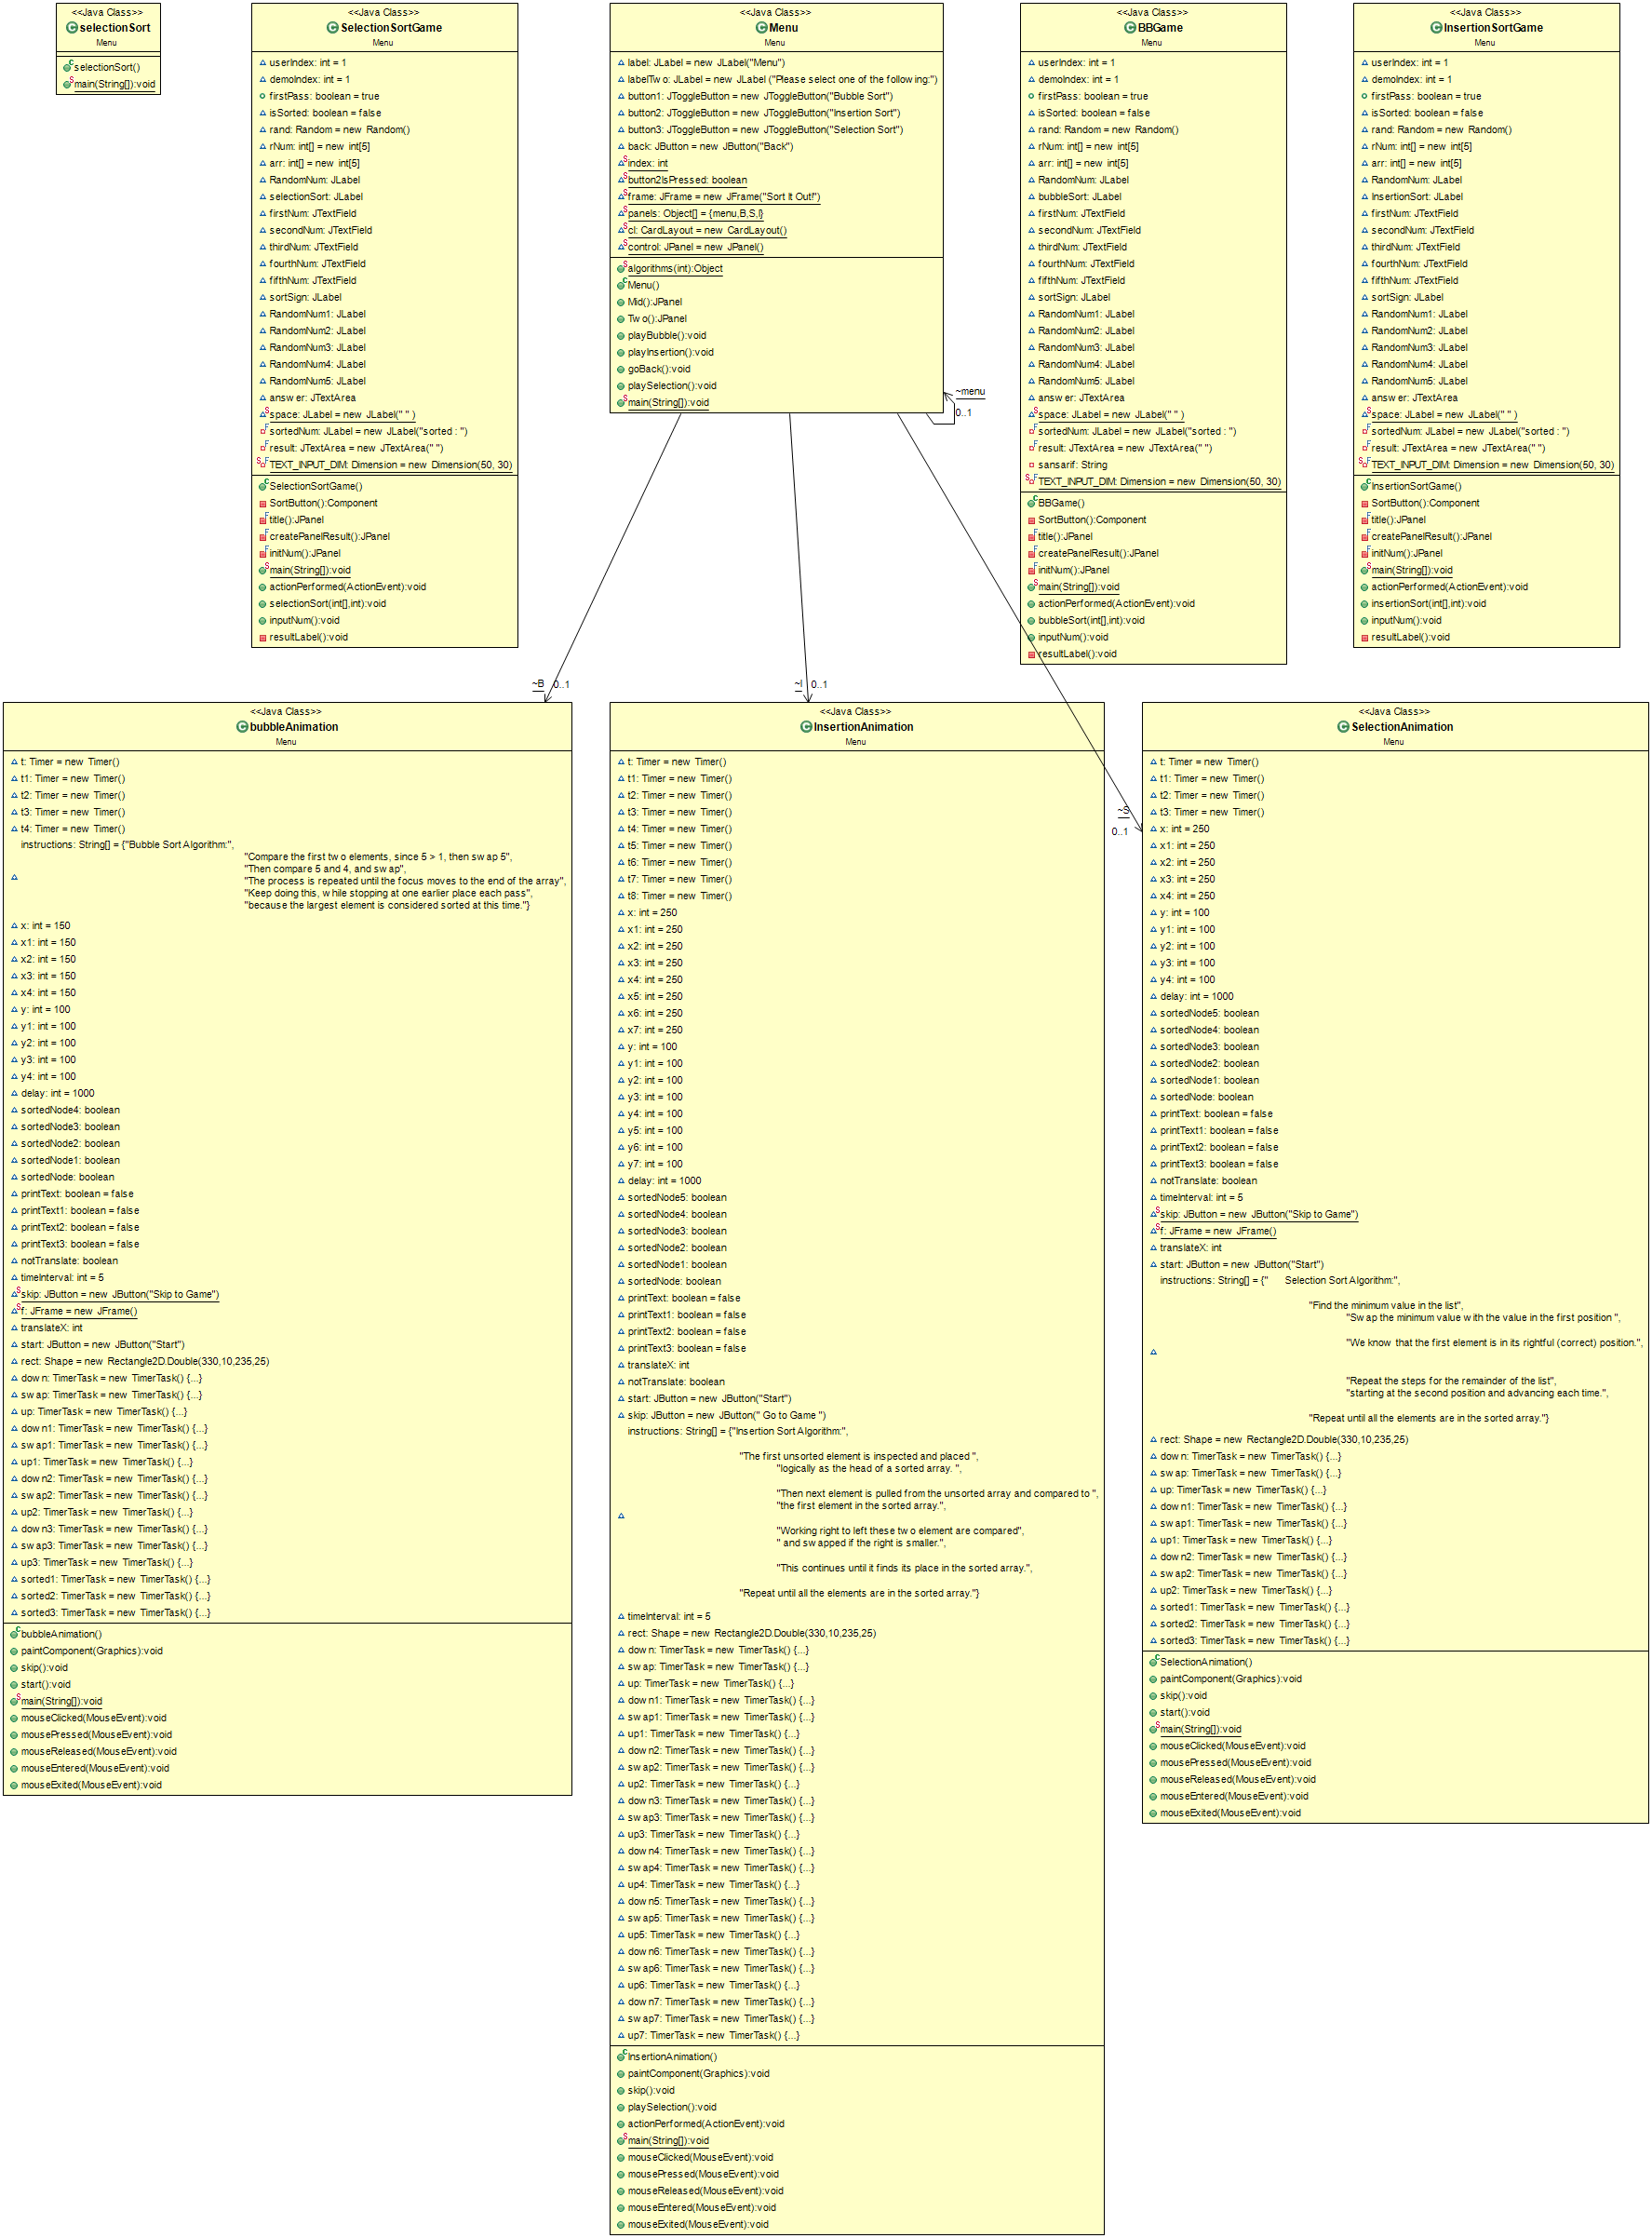 <<Java Class>>
selectionSort
Menu
selectionSort()
main(String[]):void
<<Java Class>>
SelectionSortGame
Menu
userIndex: int = 1
demoIndex: int = 1
firstPass: boolean = true
isSorted: boolean = false
rand: Random = new Random()
rNum: int[] = new int[5]
arr: int[] = new int[5]
RandomNum: JLabel
selectionSort: JLabel
firstNum: JTextField
secondNum: JTextField
thirdNum: JTextField
fourthNum: JTextField
fifthNum: JTextField
sortSign: JLabel
RandomNum1: JLabel
RandomNum2: JLabel
RandomNum3: JLabel
RandomNum4: JLabel
RandomNum5: JLabel
answer: JTextArea
space: JLabel = new JLabel(" " )
sortedNum: JLabel = new JLabel("sorted : ")
result: JTextArea = new JTextArea(" ")
TEXT_INPUT_DIM: Dimension = new Dimension(50, 30)
SelectionSortGame()
SortButton():Component
title():JPanel
createPanelResult():JPanel
initNum():JPanel
main(String[]):void
actionPerformed(ActionEvent):void
selectionSort(int[],int):void
inputNum():void
resultLabel():void
<<Java Class>>
Menu
Menu
label: JLabel = new JLabel("Menu")
labelTwo: JLabel = new JLabel ("Please select one of the following:")
button1: JToggleButton = new JToggleButton("Bubble Sort")
button2: JToggleButton = new JToggleButton("Insertion Sort")
button3: JToggleButton = new JToggleButton("Selection Sort")
back: JButton = new JButton("Back")
index: int
button2IsPressed: boolean
frame: JFrame = new JFrame("Sort It Out!")
panels: Object[] = {menu,B,S,I}
cl: CardLayout = new CardLayout()
control: JPanel = new JPanel()
algorithms(int):Object
Menu()
Mid():JPanel
Two():JPanel
playBubble():void
playInsertion():void
goBack():void
playSelection():void
main(String[]):void
~menu
0..1
<<Java Class>>
BBGame
Menu
userIndex: int = 1
demoIndex: int = 1
firstPass: boolean = true
isSorted: boolean = false
rand: Random = new Random()
rNum: int[] = new int[5]
arr: int[] = new int[5]
RandomNum: JLabel
bubbleSort: JLabel
firstNum: JTextField
secondNum: JTextField
thirdNum: JTextField
fourthNum: JTextField
fifthNum: JTextField
sortSign: JLabel
RandomNum1: JLabel
RandomNum2: JLabel
RandomNum3: JLabel
RandomNum4: JLabel
RandomNum5: JLabel
answer: JTextArea
space: JLabel = new JLabel(" " )
sortedNum: JLabel = new JLabel("sorted : ")
result: JTextArea = new JTextArea(" ")
sansarif: String
TEXT_INPUT_DIM: Dimension = new Dimension(50, 30)
BBGame()
SortButton():Component
title():JPanel
createPanelResult():JPanel
initNum():JPanel
main(String[]):void
actionPerformed(ActionEvent):void
bubbleSort(int[],int):void
inputNum():void
resultLabel():void
<<Java Class>>
InsertionSortGame
Menu
userIndex: int = 1
demoIndex: int = 1
firstPass: boolean = true
isSorted: boolean = false
rand: Random = new Random()
rNum: int[] = new int[5]
arr: int[] = new int[5]
RandomNum: JLabel
InsertionSort: JLabel
firstNum: JTextField
secondNum: JTextField
thirdNum: JTextField
fourthNum: JTextField
fifthNum: JTextField
sortSign: JLabel
RandomNum1: JLabel
RandomNum2: JLabel
RandomNum3: JLabel
RandomNum4: JLabel
RandomNum5: JLabel
answer: JTextArea
space: JLabel = new JLabel(" " )
sortedNum: JLabel = new JLabel("sorted : ")
result: JTextArea = new JTextArea(" ")
TEXT_INPUT_DIM: Dimension = new Dimension(50, 30)
InsertionSortGame()
SortButton():Component
title():JPanel
createPanelResult():JPanel
initNum():JPanel
main(String[]):void
actionPerformed(ActionEvent):void
insertionSort(int[],int):void
inputNum():void
resultLabel():void
~B 0..1
~I 0..1
~S
0..1
<<Java Class>>
bubbleAnimation
Menu
t: Timer = new Timer()
t1: Timer = new Timer()
t2: Timer = new Timer()
t3: Timer = new Timer()
t4: Timer = new Timer()
instructions: String[] = {"Bubble Sort Algorithm:",
"Compare the first two elements, since 5 > 1, then swap 5",
"Then compare 5 and 4, and swap",
"The process is repeated until the focus moves to the end of the array",
"Keep doing this, while stopping at one earlier place each pass",
"because the largest element is considered sorted at this time."}
x: int = 150
x1: int = 150
x2: int = 150
x3: int = 150
x4: int = 150
y: int = 100
y1: int = 100
y2: int = 100
y3: int = 100
y4: int = 100
delay: int = 1000
sortedNode4: boolean
sortedNode3: boolean
sortedNode2: boolean
sortedNode1: boolean
sortedNode: boolean
printText: boolean = false
printText1: boolean = false
printText2: boolean = false
printText3: boolean = false
notTranslate: boolean
timeInterval: int = 5
skip: JButton = new JButton("Skip to Game")
f: JFrame = new JFrame()
translateX: int
start: JButton = new JButton("Start")
rect: Shape = new Rectangle2D.Double(330,10,235,25)
down: TimerTask = new TimerTask() {...}
swap: TimerTask = new TimerTask() {...}
up: TimerTask = new TimerTask() {...}
down1: TimerTask = new TimerTask() {...}
swap1: TimerTask = new TimerTask() {...}
up1: TimerTask = new TimerTask() {...}
down2: TimerTask = new TimerTask() {...}
swap2: TimerTask = new TimerTask() {...}
up2: TimerTask = new TimerTask() {...}
down3: TimerTask = new TimerTask() {...}
swap3: TimerTask = new TimerTask() {...}
up3: TimerTask = new TimerTask() {...}
sorted1: TimerTask = new TimerTask() {...}
sorted2: TimerTask = new TimerTask() {...}
sorted3: TimerTask = new TimerTask() {...}
bubbleAnimation()
paintComponent(Graphics):void
skip():void
start():void
main(String[]):void
mouseClicked(MouseEvent):void
mousePressed(MouseEvent):void
mouseReleased(MouseEvent):void
mouseEntered(MouseEvent):void
mouseExited(MouseEvent):void
<<Java Class>>
InsertionAnimation
Menu
t: Timer = new Timer()
t1: Timer = new Timer()
t2: Timer = new Timer()
t3: Timer = new Timer()
t4: Timer = new Timer()
t5: Timer = new Timer()
t6: Timer = new Timer()
t7: Timer = new Timer()
t8: Timer = new Timer()
x: int = 250
x1: int = 250
x2: int = 250
x3: int = 250
x4: int = 250
x5: int = 250
x6: int = 250
x7: int = 250
y: int = 100
y1: int = 100
y2: int = 100
y3: int = 100
y4: int = 100
y5: int = 100
y6: int = 100
y7: int = 100
delay: int = 1000
sortedNode5: boolean
sortedNode4: boolean
sortedNode3: boolean
sortedNode2: boolean
sortedNode1: boolean
sortedNode: boolean
printText: boolean = false
printText1: boolean = false
printText2: boolean = false
printText3: boolean = false
translateX: int
notTranslate: boolean
start: JButton = new JButton("Start")
skip: JButton = new JButton(" Go to Game ")
instructions: String[] = {"Insertion Sort Algorithm:",
"The first unsorted element is inspected and placed ",
"logically as the head of a sorted array. ",
"Then next element is pulled from the unsorted array and compared to ",
"the first element in the sorted array.",
"Working right to left these two element are compared",
" and swapped if the right is smaller.",
"This continues until it finds its place in the sorted array.",
"Repeat until all the elements are in the sorted array."}
timeInterval: int = 5
rect: Shape = new Rectangle2D.Double(330,10,235,25)
down: TimerTask = new TimerTask() {...}
swap: TimerTask = new TimerTask() {...}
up: TimerTask = new TimerTask() {...}
down1: TimerTask = new TimerTask() {...}
swap1: TimerTask = new TimerTask() {...}
up1: TimerTask = new TimerTask() {...}
down2: TimerTask = new TimerTask() {...}
swap2: TimerTask = new TimerTask() {...}
up2: TimerTask = new TimerTask() {...}
down3: TimerTask = new TimerTask() {...}
swap3: TimerTask = new TimerTask() {...}
up3: TimerTask = new TimerTask() {...}
down4: TimerTask = new TimerTask() {...}
swap4: TimerTask = new TimerTask() {...}
up4: TimerTask = new TimerTask() {...}
down5: TimerTask = new TimerTask() {...}
swap5: TimerTask = new TimerTask() {...}
up5: TimerTask = new TimerTask() {...}
down6: TimerTask = new TimerTask() {...}
swap6: TimerTask = new TimerTask() {...}
up6: TimerTask = new TimerTask() {...}
down7: TimerTask = new TimerTask() {...}
swap7: TimerTask = new TimerTask() {...}
up7: TimerTask = new TimerTask() {...}
InsertionAnimation()
paintComponent(Graphics):void
skip():void
playSelection():void
actionPerformed(ActionEvent):void
main(String[]):void
mouseClicked(MouseEvent):void
mousePressed(MouseEvent):void
mouseReleased(MouseEvent):void
mouseEntered(MouseEvent):void
mouseExited(MouseEvent):void
<<Java Class>>
SelectionAnimation
Menu
t: Timer = new Timer()
t1: Timer = new Timer()
t2: Timer = new Timer()
t3: Timer = new Timer()
x: int = 250
x1: int = 250
x2: int = 250
x3: int = 250
x4: int = 250
y: int = 100
y1: int = 100
y2: int = 100
y3: int = 100
y4: int = 100
delay: int = 1000
sortedNode5: boolean
sortedNode4: boolean
sortedNode3: boolean
sortedNode2: boolean
sortedNode1: boolean
sortedNode: boolean
printText: boolean = false
printText1: boolean = false
printText2: boolean = false
printText3: boolean = false
notTranslate: boolean
timeInterval: int = 5
skip: JButton = new JButton("Skip to Game")
f: JFrame = new JFrame()
translateX: int
start: JButton = new JButton("Start")
instructions: String[] = {" Selection Sort Algorithm:",
"Find the minimum value in the list",
"Swap the minimum value with the value in the first position ",
"We know that the first element is in its rightful (correct) position.",
"Repeat the steps for the remainder of the list",
"starting at the second position and advancing each time.",
"Repeat until all the elements are in the sorted array."}
rect: Shape = new Rectangle2D.Double(330,10,235,25)
down: TimerTask = new TimerTask() {...}
swap: TimerTask = new TimerTask() {...}
up: TimerTask = new TimerTask() {...}
down1: TimerTask = new TimerTask() {...}
swap1: TimerTask = new TimerTask() {...}
up1: TimerTask = new TimerTask() {...}
down2: TimerTask = new TimerTask() {...}
swap2: TimerTask = new TimerTask() {...}
up2: TimerTask = new TimerTask() {...}
sorted1: TimerTask = new TimerTask() {...}
sorted2: TimerTask = new TimerTask() {...}
sorted3: TimerTask = new TimerTask() {...}
SelectionAnimation()
paintComponent(Graphics):void
skip():void
start():void
main(String[]):void
mouseClicked(MouseEvent):void
mousePressed(MouseEvent):void
mouseReleased(MouseEvent):void
mouseEntered(MouseEvent):void
mouseExited(MouseEvent):void